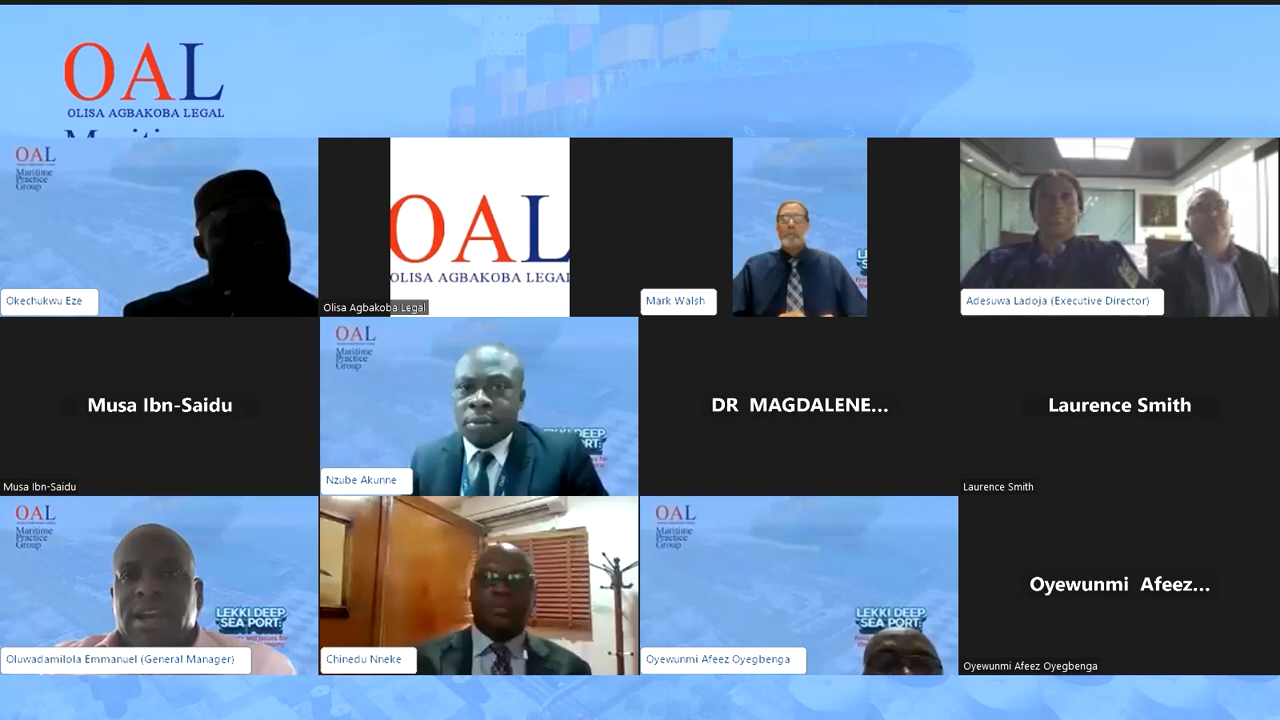 OAL
OLISA AGBAKOBA LEGAL
OAL
Maritime
Practice
Group
Okechukwu Eze
OAL
OLISA AGBAKOBA LEGAL
Olisa Agbakoba Legal
Mark Walsh
Adesuwa Ladoja (Executive Director)
Musa Ibn-Saidu
Musa Ibn-Saidu
OAL
Maritime
Practice
Group
Nzube Akunne
DR MAGDALENE...
Laurence Smith
Laurence Smith
OAL
Maritime
Practice
Group
LEKKI DEEP
SEA PORT:
Oluwadamilola Emmanuel (General Manager)
Chinedu Nneke
OAL
Maritime
Practice
Group
LEKKI DEEP
SEA PORT:
Oyewunmi Afeez Oyegbenga
Oyewunmi Afeez...
Oyewunmi Afeez Oyegbenga